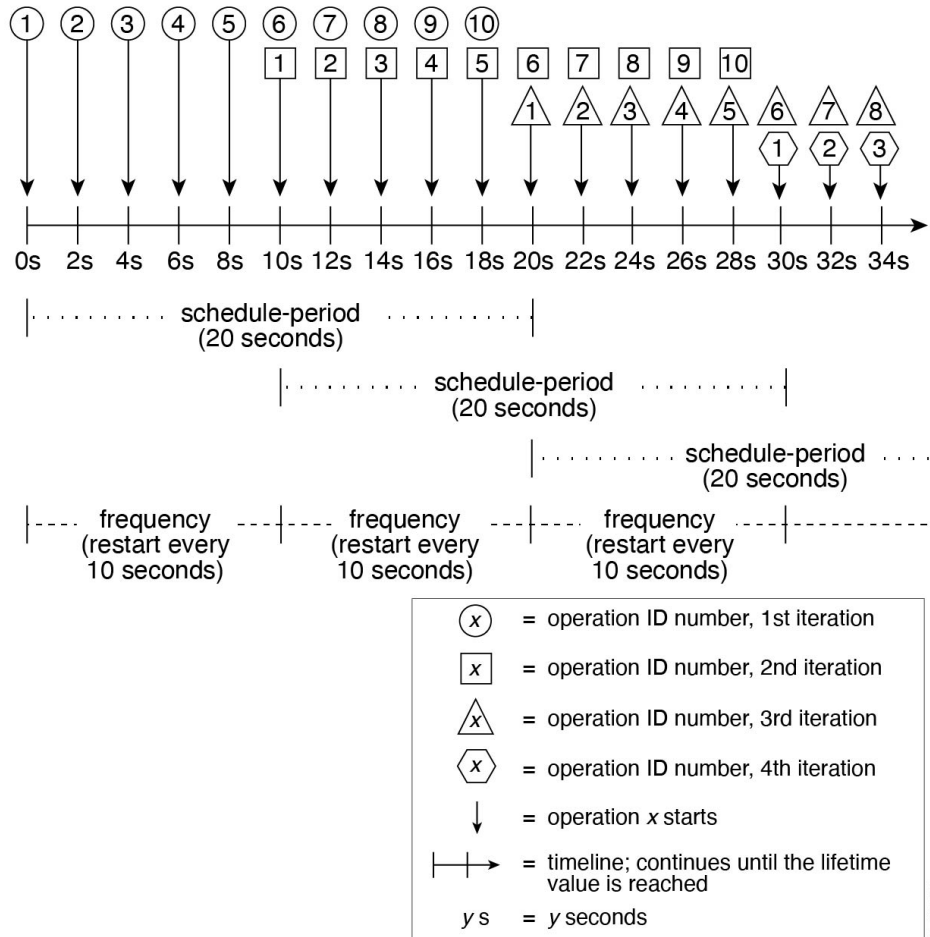 1 2 3 4 5 6 7 8 9 10
1 2 3 4 5 6 7 8 9 10
1 2 3 4 5 6 7 8
1 2 3
0s 2s 4s 6s 8s 10s 12s 14s 16s 18s 20s 22s 24s 26s 28s 30s 32s 34s
schedule-period
(20 seconds)
schedule-period
(20 seconds)
schedule-period
(20 seconds)
frequency
(restart every
10 seconds)
frequency
(restart every
10 seconds)
frequency
(restart every
10 seconds)
x = operation ID number, 1st iteration
x = operation ID number, 2nd iteration
x = operation ID number, 3rd iteration
x = operation ID number, 4th iteration
= operation x starts
= timeline; continues until the lifetime
value is reached
y s = y seconds